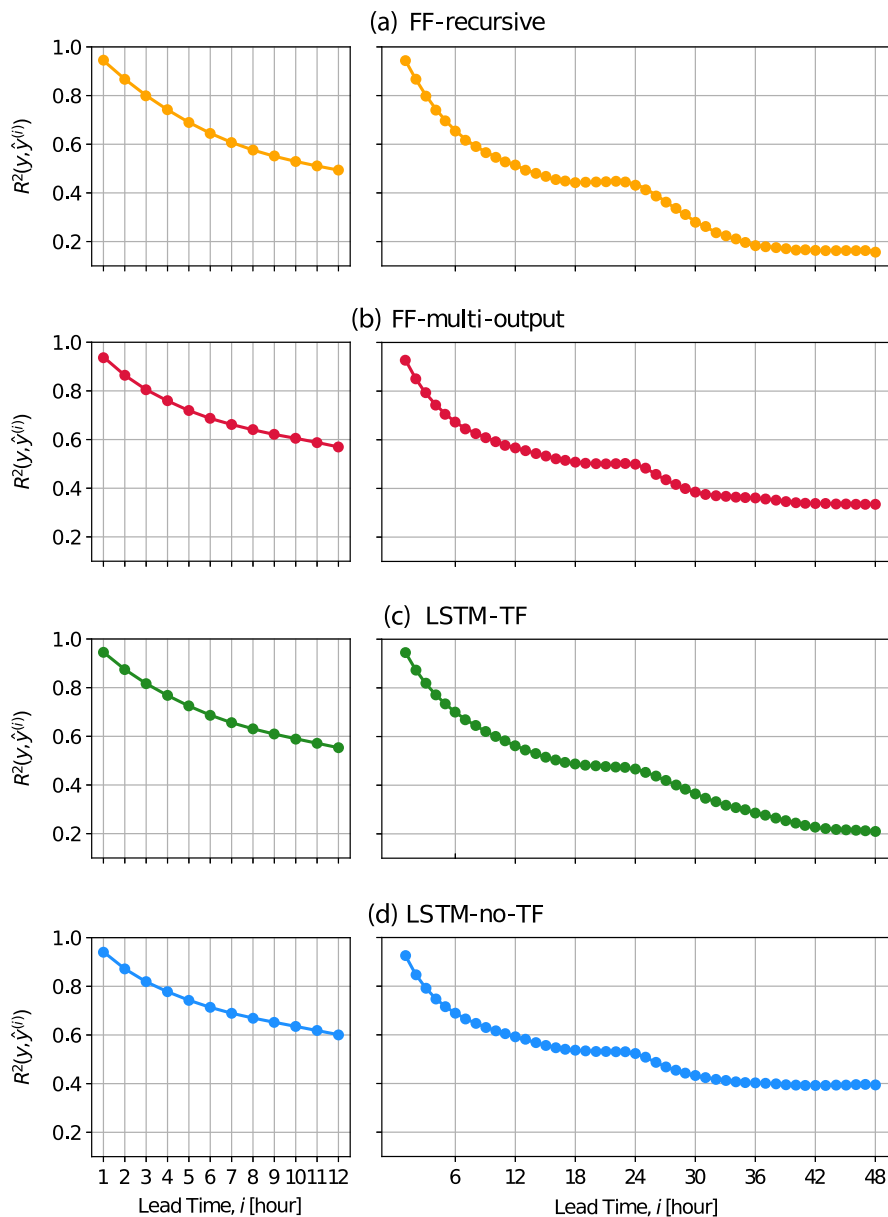 (a) FF-recursive
1.0
0.8
0.6
0.4
0.2
R²(y, ŷ⁽ⁱ⁾)
(b) FF-multi-output
1.0
0.8
0.6
0.4
0.2
R²(y, ŷ⁽ⁱ⁾)
(c) LSTM-TF
1.0
0.8
0.6
0.4
0.2
R²(y, ŷ⁽ⁱ⁾)
(d) LSTM-no-TF
1.0
0.8
0.6
0.4
0.2
R²(y, ŷ⁽ⁱ⁾)
1 2 3 4 5 6 7 8 9 10 11 12 6 12 18 24 30 36 42 48
Lead Time, i [hour] Lead Time, i [hour]